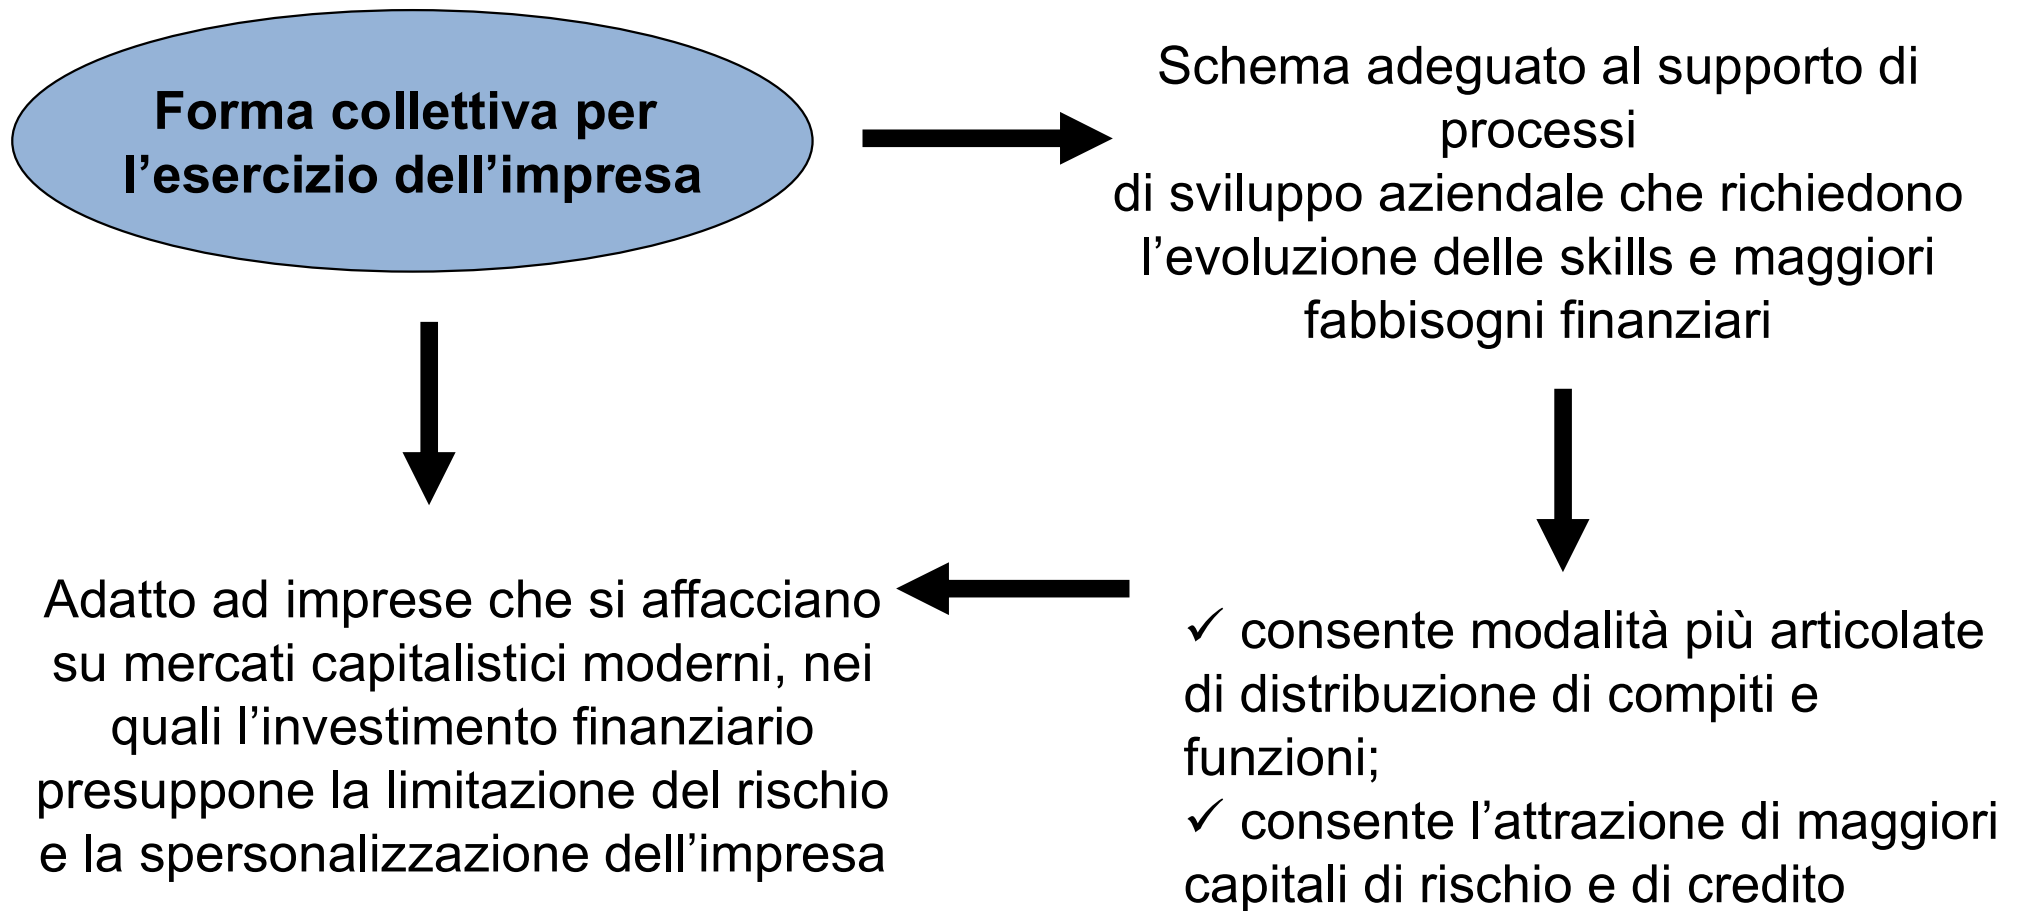 Forma collettiva per
l’esercizio dell’impresa
Schema adeguato al supporto di
processi
di sviluppo aziendale che richiedono
l’evoluzione delle skills e maggiori
fabbisogni finanziari
✓ consente modalità più articolate
di distribuzione di compiti e
funzioni;
✓ consente l’attrazione di maggiori
capitali di rischio e di credito
Adatto ad imprese che si affacciano
su mercati capitalistici moderni, nei
quali l’investimento finanziario
presuppone la limitazione del rischio
e la spersonalizzazione dell’impresa